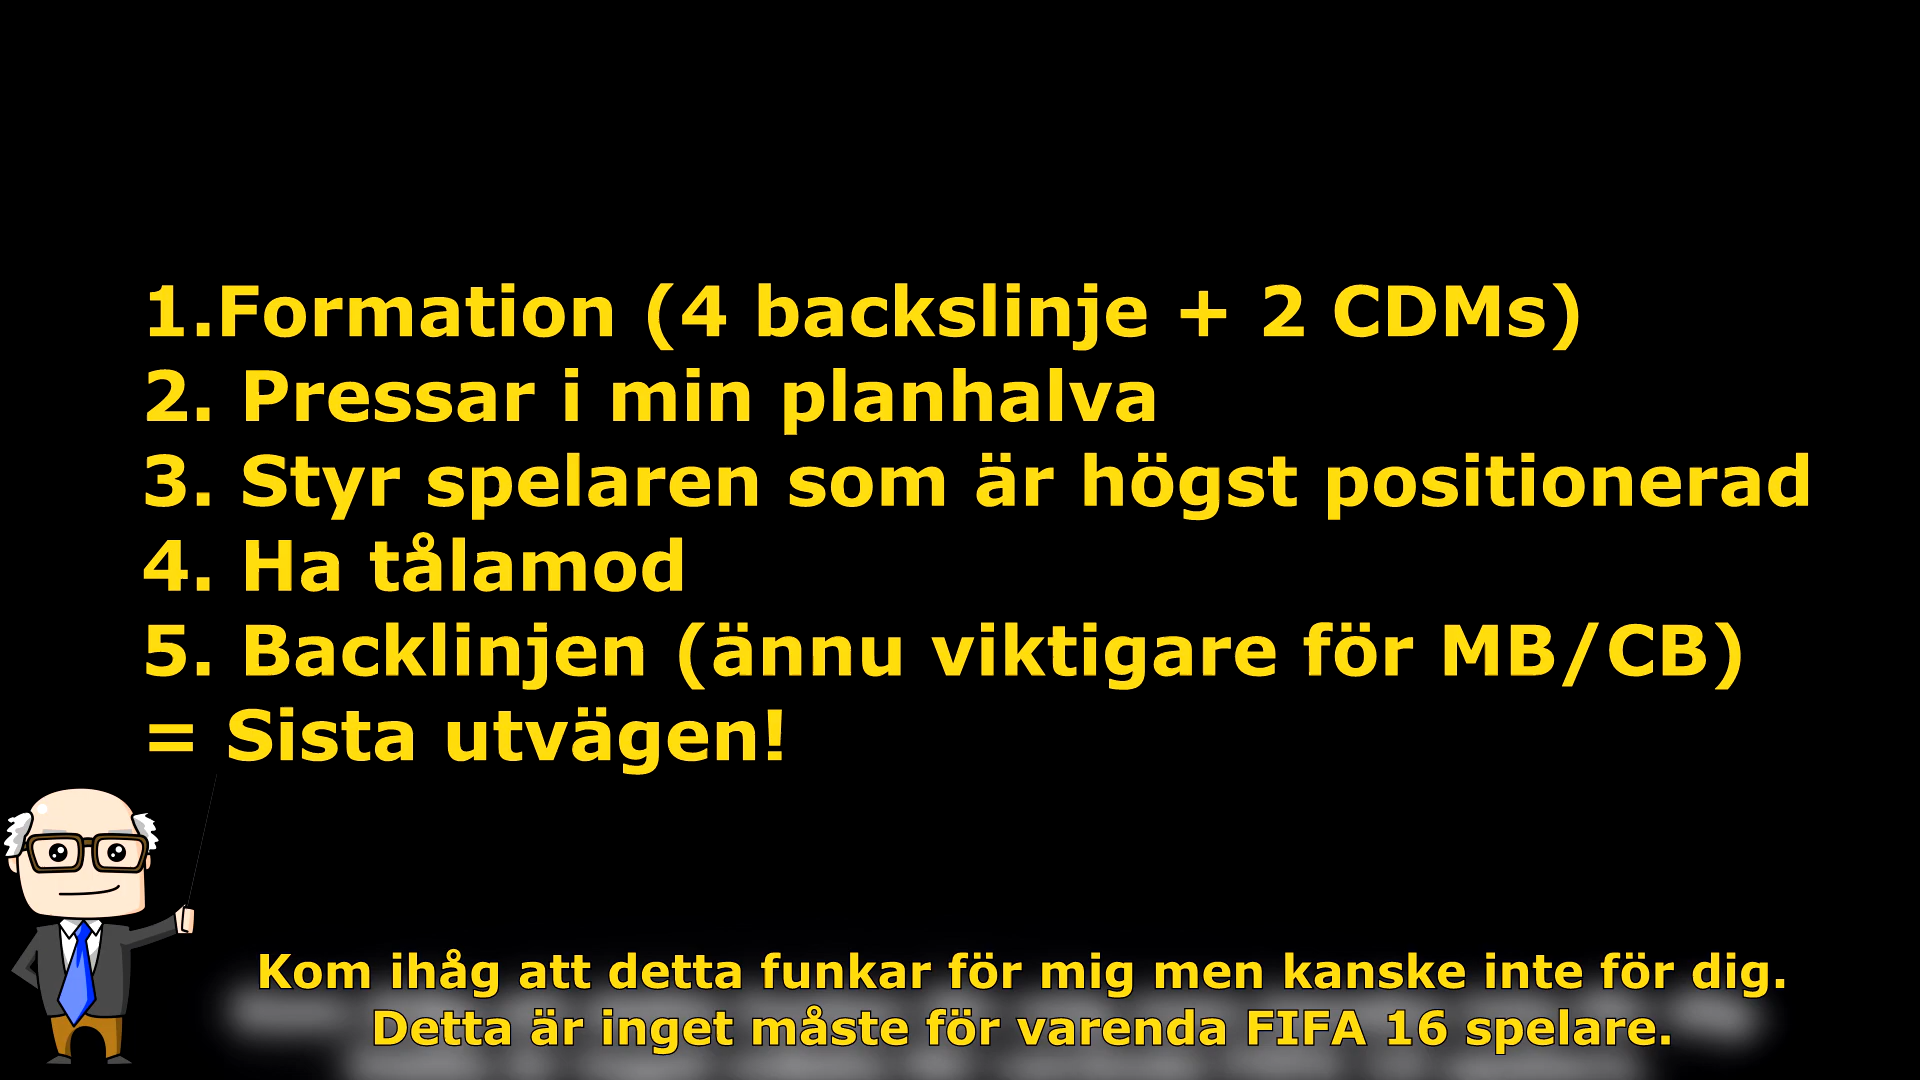 1.Formation (4 backslinje + 2 CDMs)
2. Pressar i min planhalva
3. Styr spelaren som är högst positionerad
4. Ha tålamod
5. Backlinjen (ännu viktigare för MB/CB)
= Sista utvägen!
Kom ihåg att detta funkar för mig men kanske inte för dig.
Detta är inget måste för varenda FIFA 16 spelare.